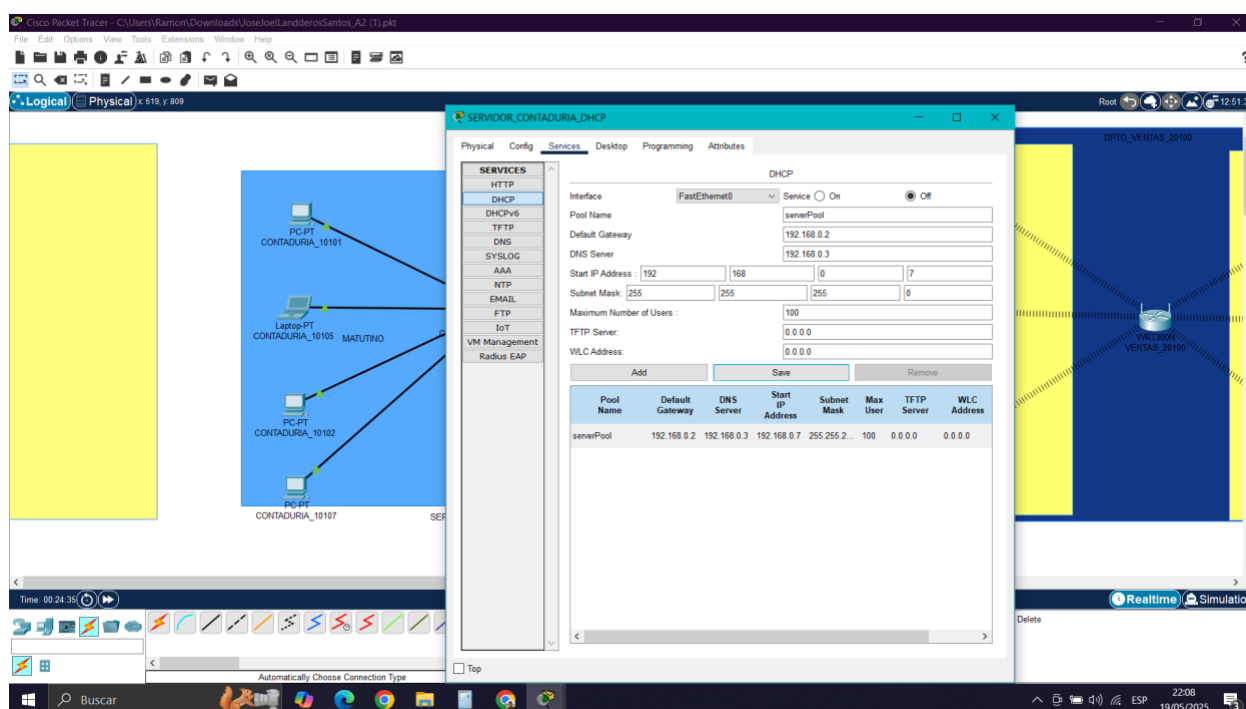 Cisco Packet Tracer - C:\Users\Ramon\Downloads\JoseJoelLandderosSantos_A2 (1).pkt
File Edit Options View Tools Extensions Window Help
Logical Physical x: 619, y: 809 Root 12:51:
DPTO_VENTAS_20100
SERVIDOR_CONTADURIA_DHCP
Physical Config Services Desktop Programming Attributes
SERVICES
HTTP
DHCP
DHCPv6
TFTP
DNS
SYSLOG
AAA
NTP
EMAIL
FTP
IoT
VM Management
Radius EAP
DHCP
Interface FastEthernet0 Service On Off
Pool Name serverPool
Default Gateway 192.168.0.2
DNS Server 192.168.0.3
Start IP Address : 192 168 0 7
Subnet Mask: 255 255 255 0
Maximum Number of Users : 100
TFTP Server: 0.0.0.0
WLC Address: 0.0.0.0
Add Save Remove
Pool Name Default Gateway DNS Server Start IP Address Subnet Mask Max User TFTP Server WLC Address
serverPool 192.168.0.2 192.168.0.3 192.168.0.7 255.255.2... 100 0.0.0.0 0.0.0.0
Top
PC-PT
CONTADURIA_10101
Laptop-PT
CONTADURIA_10105 MATUTINO
PC-PT
CONTADURIA_10102
PC-PT
CONTADURIA_10107
SER
WRT300N
VENTAS_20100
Time: 00:24:35 Realtime Simulatio
Delete
Automatically Choose Connection Type
Buscar
ESP
22:08
19/05/2025
3